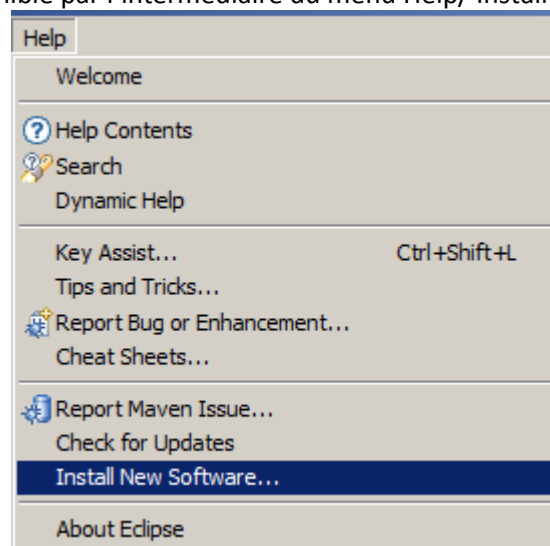 par l'intermédiaire du menu Help/ Install
Help
Welcome
Help Contents
Search
Dynamic Help
Key Assist... Ctrl+Shift+L
Tips and Tricks...
Report Bug or Enhancement...
Cheat Sheets...
Report Maven Issue...
Check for Updates
Install New Software...
About Eclipse